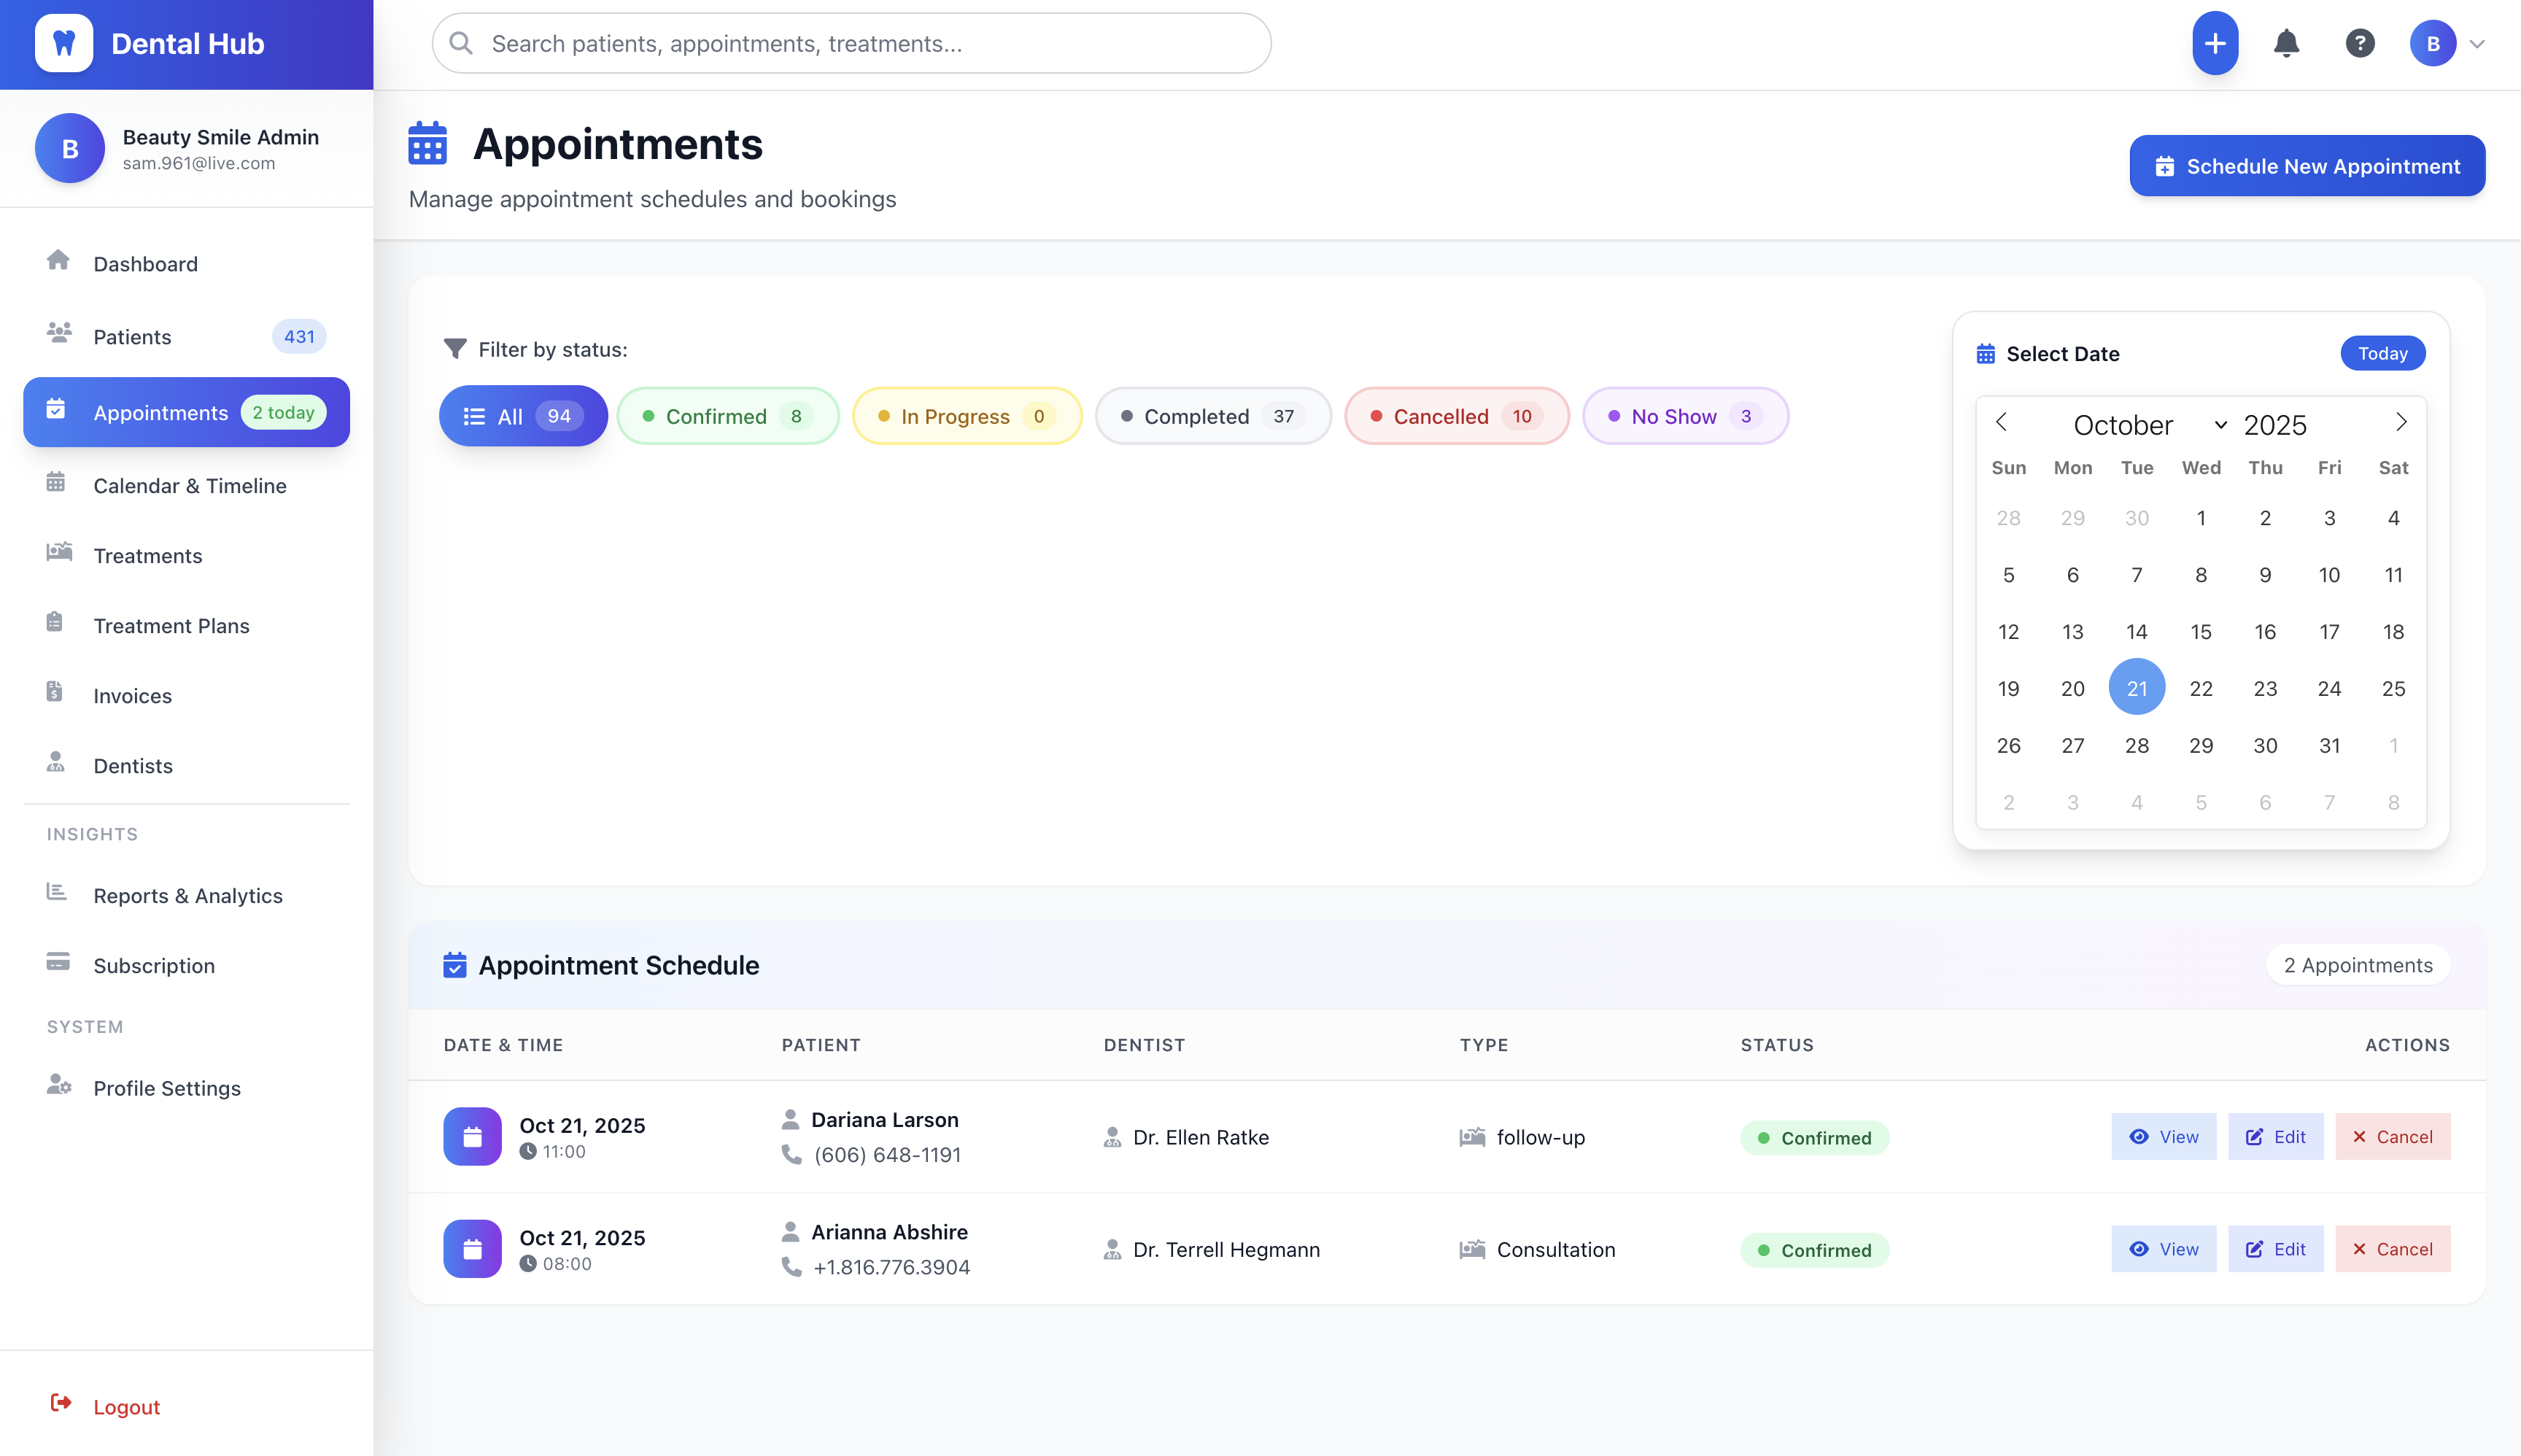 Dental Hub
Search patients, appointments, treatments...
B
B
Beauty Smile Admin
sam.961@live.com
Dashboard
Patients 431
Appointments 2 today
Calendar & Timeline
Treatments
Treatment Plans
Invoices
Dentists
INSIGHTS
Reports & Analytics
Subscription
SYSTEM
Profile Settings
Logout
Appointments
Manage appointment schedules and bookings
Schedule New Appointment
Filter by status:
All 94 Confirmed 8 In Progress 0 Completed 37 Cancelled 10 No Show 3
Select Date Today
October 2025
Sun Mon Tue Wed Thu Fri Sat
28 29 30 1 2 3 4
5 6 7 8 9 10 11
12 13 14 15 16 17 18
19 20 21 22 23 24 25
26 27 28 29 30 31 1
2 3 4 5 6 7 8
Appointment Schedule 2 Appointments
DATE & TIME PATIENT DENTIST TYPE STATUS ACTIONS
Oct 21, 2025
11:00
Dariana Larson
(606) 648-1191
Dr. Ellen Ratke
follow-up
Confirmed
View Edit Cancel
Oct 21, 2025
08:00
Arianna Abshire
+1.816.776.3904
Dr. Terrell Hegmann
Consultation
Confirmed
View Edit Cancel